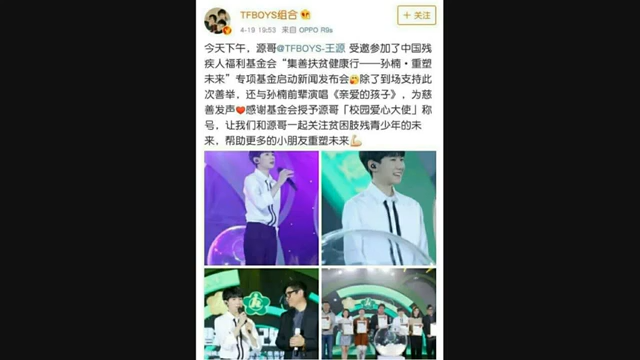 TFBOYS组合
+ 关注
4-19 19:53 来自 OPPO R9s
今天下午，源哥@TFBOYS-王源 受邀参加了中国残
疾人福利基金会“集善扶贫健康行——孙楠·重塑
未来”专项基金启动新闻发布会 除了到场支持此
次善举，还与孙楠前辈演唱《亲爱的孩子》，为慈
善发声 感谢基金会授予源哥「校园爱心大使」称
号，让我们和源哥一起关注贫困肢残青少年的未
来，帮助更多的小朋友重塑未来